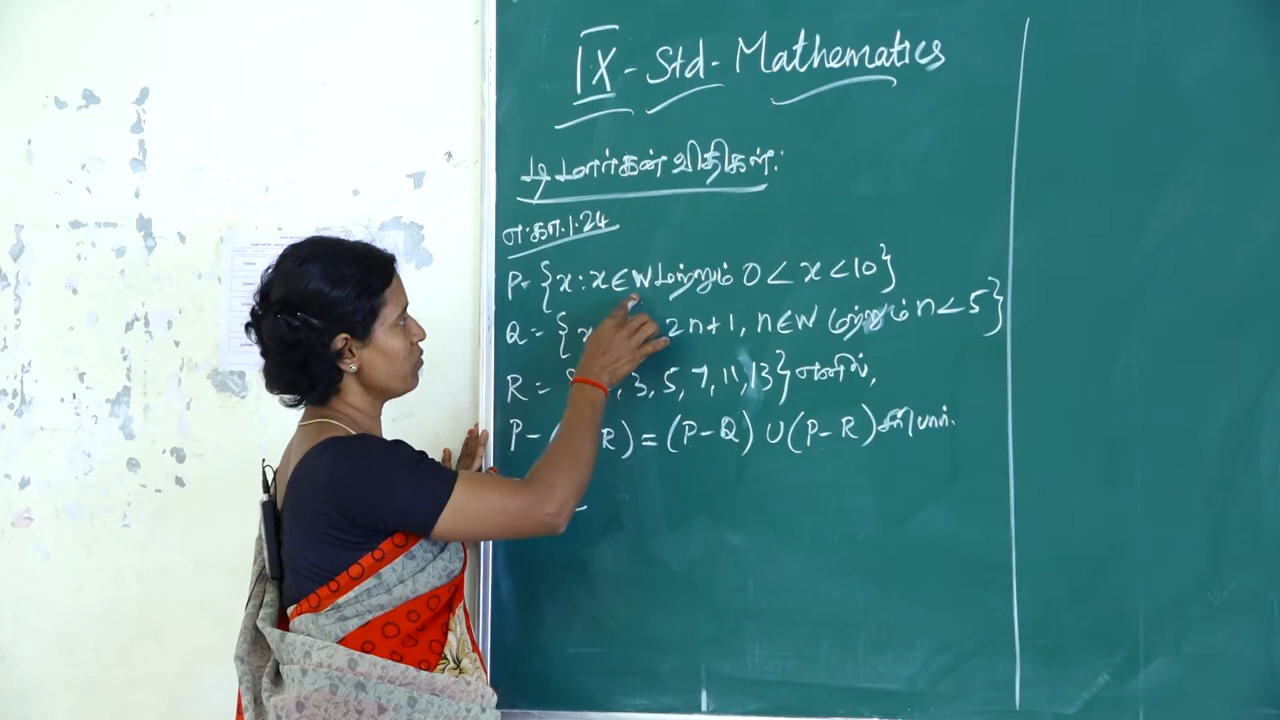 IX - Std - Mathematics
டி மார்கன் விதிகள்:
எ.கா.1.24
P = {x : x ∈ W மற்றும் 0 < x < 10}
Q = {x 2n+1, n ∈ W மற்றும் n < 5}
R = { , 3, 5, 7, 11, 13} எனில்,
P - ( R) = (P - Q) ∪ (P - R) சரிபார்.